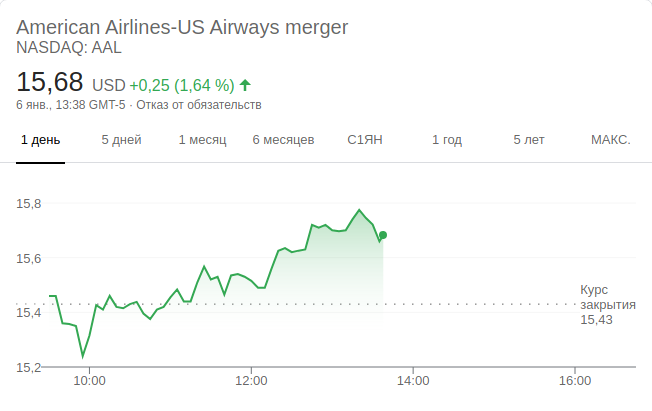 American Airlines-US Airways merger
NASDAQ: AAL
15,68 USD +0,25 (1,64 %)
6 янв., 13:38 GMT-5 · Отказ от обязательств
1 день 5 дней 1 месяц 6 месяцев С1ЯН 1 год 5 лет МАКС.
15,8
15,6
15,4
15,2
Курс
закрытия
15,43
10:00 12:00 14:00 16:00